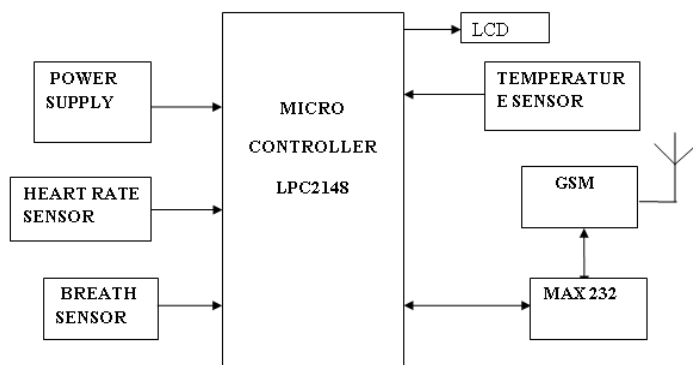 LCD
POWER
SUPPLY
TEMPERATUR
E SENSOR
MICRO
CONTROLLER
LPC2148
HEART RATE
SENSOR
GSM
BREATH
SENSOR
MAX 232